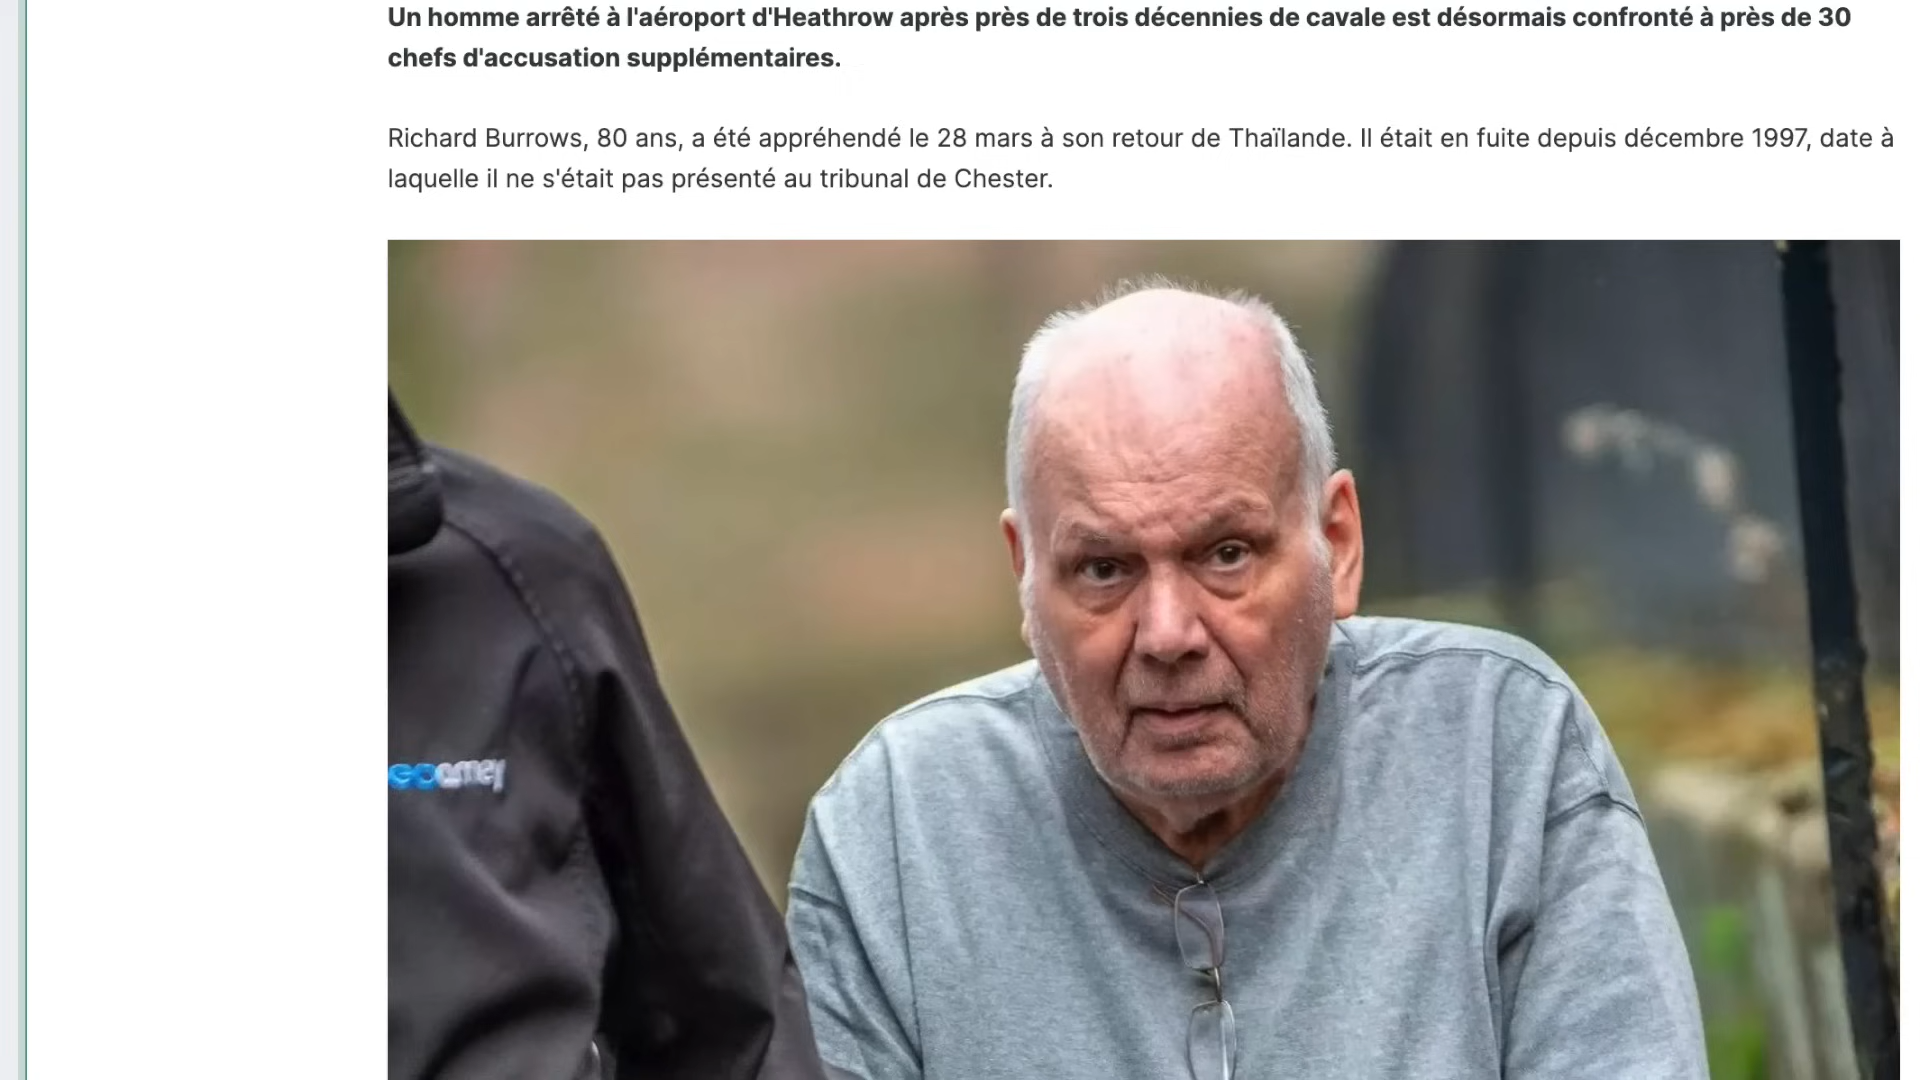 Un homme arrêté à l'aéroport d'Heathrow après près de trois décennies de cavale est désormais confronté à près de 30
chefs d'accusation supplémentaires.
Richard Burrows, 80 ans, a été appréhendé le 28 mars à son retour de Thaïlande. Il était en fuite depuis décembre 1997, date à
laquelle il ne s'était pas présenté au tribunal de Chester.
GEOamey